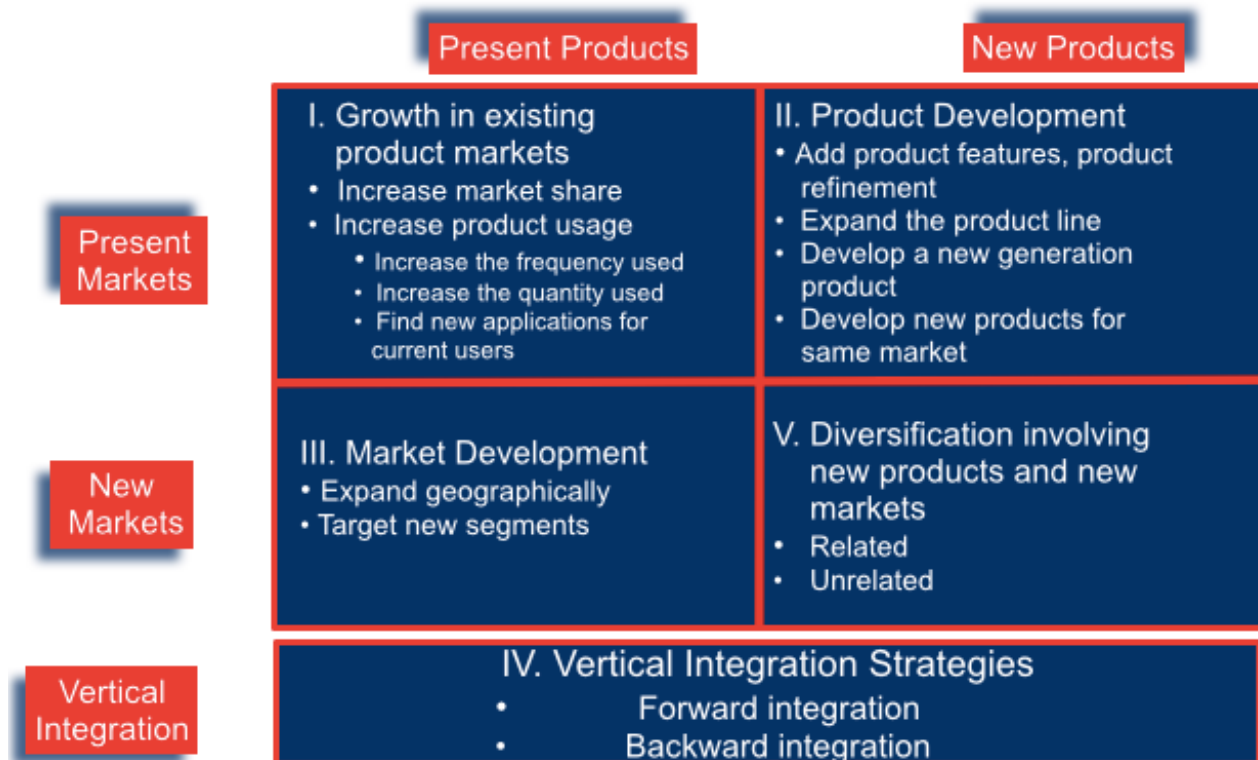 Present Products
New Products
Present
Markets
I. Growth in existing
product markets
• Increase market share
• Increase product usage
• Increase the frequency used
• Increase the quantity used
• Find new applications for
current users
II. Product Development
• Add product features, product
refinement
• Expand the product line
• Develop a new generation
product
• Develop new products for
same market
New
Markets
III. Market Development
• Expand geographically
• Target new segments
V. Diversification involving
new products and new
markets
• Related
• Unrelated
Vertical
Integration
IV. Vertical Integration Strategies
• Forward integration
• Backward integration